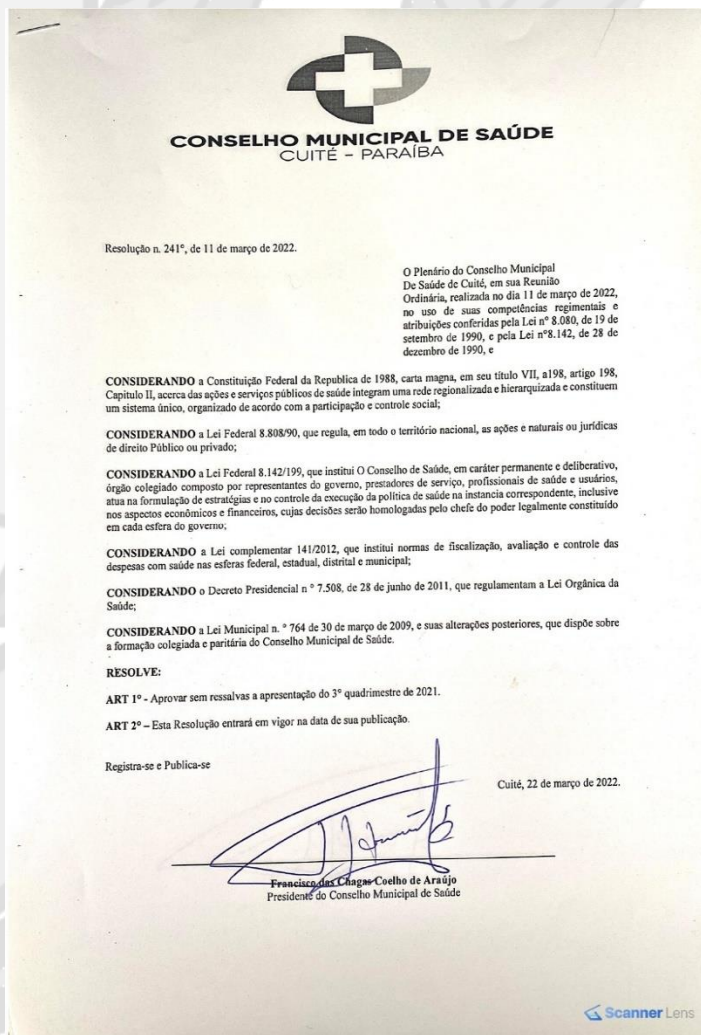 CONSELHO MUNICIPAL DE SAÚDE
CUITÉ - PARAÍBA
Resolução n. 241º, de 11 de março de 2022.
O Plenário do Conselho Municipal
De Saúde de Cuité, em sua Reunião
Ordinária, realizada no dia 11 de março de 2022,
no uso de suas competências regimentais e
atribuições conferidas pela Lei nº 8.080, de 19 de
setembro de 1990, e pela Lei nº8.142, de 28 de
dezembro de 1990, e
CONSIDERANDO a Constituição Federal da Republica de 1988, carta magna, em seu titulo VII, a198, artigo 198,
Capitulo II, acerca das ações e serviços públicos de saúde integram uma rede regionalizada e hierarquizada e constituem
um sistema único, organizado de acordo com a participação e controle social;
CONSIDERANDO a Lei Federal 8.808/90, que regula, em todo o território nacional, as ações e naturais ou jurídicas
de direito Público ou privado;
CONSIDERANDO a Lei Federal 8.142/199, que institui O Conselho de Saúde, em caráter permanente e deliberativo,
órgão colegiado composto por representantes do governo, prestadores de serviço, profissionais de saúde e usuários,
atua na formulação de estratégias e no controle da execução da política de saúde na instancia correspondente, inclusive
nos aspectos econômicos e financeiros, cujas decisões serão homologadas pelo chefe do poder legalmente constituído
em cada esfera do governo;
CONSIDERANDO a Lei complementar 141/2012, que institui normas de fiscalização, avaliação e controle das
despesas com saúde nas esferas federal, estadual, distrital e municipal;
CONSIDERANDO o Decreto Presidencial n º 7.508, de 28 de junho de 2011, que regulamentam a Lei Orgânica da
Saúde;
CONSIDERANDO a Lei Municipal n. º 764 de 30 de março de 2009, e suas alterações posteriores, que dispõe sobre
a formação colegiada e paritária do Conselho Municipal de Saúde.
RESOLVE:
ART 1º - Aprovar sem ressalvas a apresentação do 3º quadrimestre de 2021.
ART 2º – Esta Resolução entrará em vigor na data de sua publicação.
Registra-se e Publica-se
Cuité, 22 de março de 2022.
Francisco das Chagas Coelho de Araújo
Presidente do Conselho Municipal de Saúde
Scanner Lens